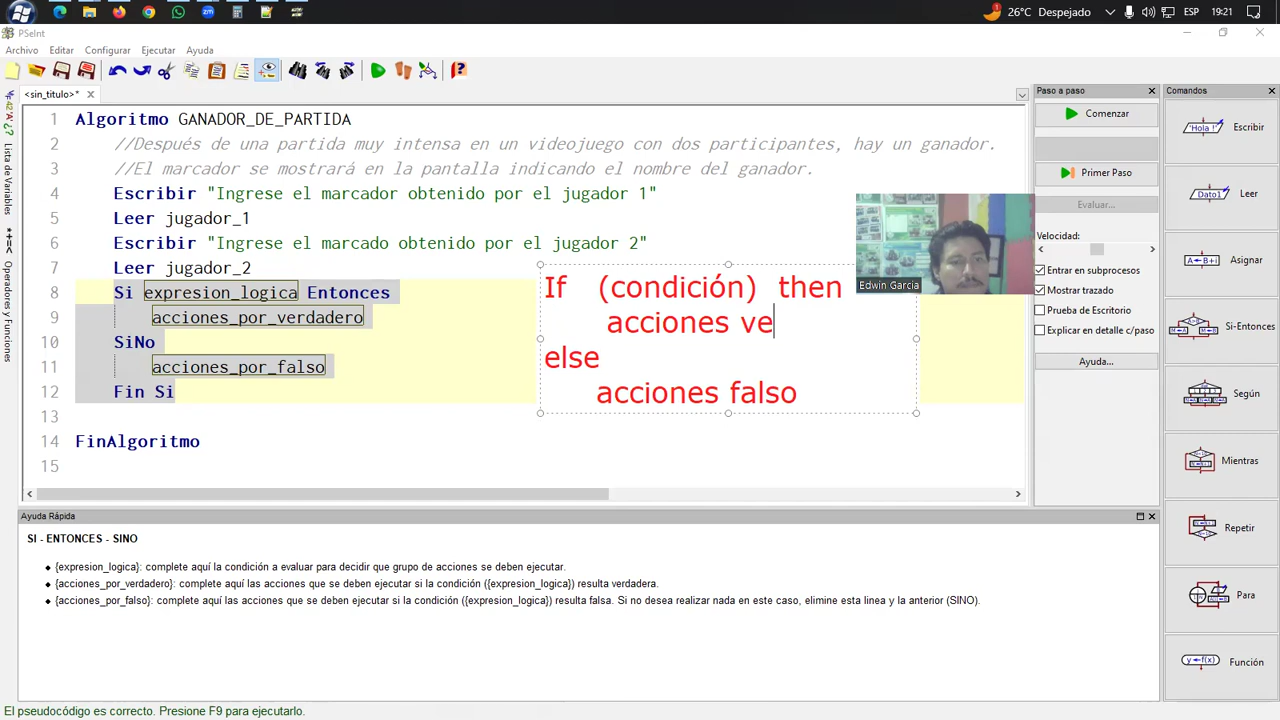 26°C Despejado
ESP
19:21
PSeInt
Archivo Editar Configurar Ejecutar Ayuda
<sin_titulo>*
Lista de Variables
Operadores y Funciones
1 Algoritmo GANADOR_DE_PARTIDA
2 //Después de una partida muy intensa en un videojuego con dos participantes, hay un ganador.
3 //El marcador se mostrará en la pantalla indicando el nombre del ganador.
4 Escribir "Ingrese el marcador obtenido por el jugador 1"
5 Leer jugador_1
6 Escribir "Ingrese el marcado obtenido por el jugador 2"
7 Leer jugador_2
8 Si expresion_logica Entonces
9 acciones_por_verdadero
10 SiNo
11 acciones_por_falso
12 Fin Si
13
14 FinAlgoritmo
15
If (condición) then
acciones ve
else
acciones falso
Edwin Garcia
Paso a paso
Comenzar
Primer Paso
Evaluar...
Velocidad:
Entrar en subprocesos
Mostrar trazado
Prueba de Escritorio
Explicar en detalle c/paso
Ayuda...
Comandos
'Hola !' Escribir
Dato1 Leer
A←B+i Asignar
Si-Entonces
Según
Mientras
Repetir
Para
y←f(x) Función
Ayuda Rápida
SI - ENTONCES - SINO
{expresion_logica}: complete aquí la condición a evaluar para decidir que grupo de acciones se deben ejecutar.
{acciones_por_verdadero}: complete aquí las acciones que se deben ejecutar si la condición ({expresion_logica}) resulta verdadera.
{acciones_por_falso}: complete aquí las acciones que se deben ejecutar si la condición ({expresion_logica}) resulta falsa. Si no desea realizar nada en este caso, elimine esta linea y la anterior (SINO).
El pseudocódigo es correcto. Presione F9 para ejecutarlo.